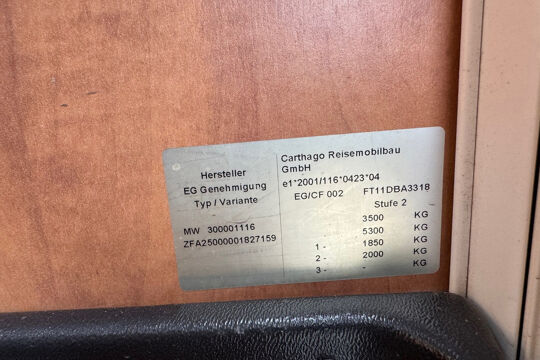 Hersteller
Carthago Reisemobilbau
GmbH
EG Genehmigung
e1*2001/116*0423*04
Typ / Variante
EG/CF 002 FT11DBA3318
Stufe 2
MW 300001116
3500 KG
ZFA25000001827159
5300 KG
1 - 1850 KG
2 - 2000 KG
3 - - KG